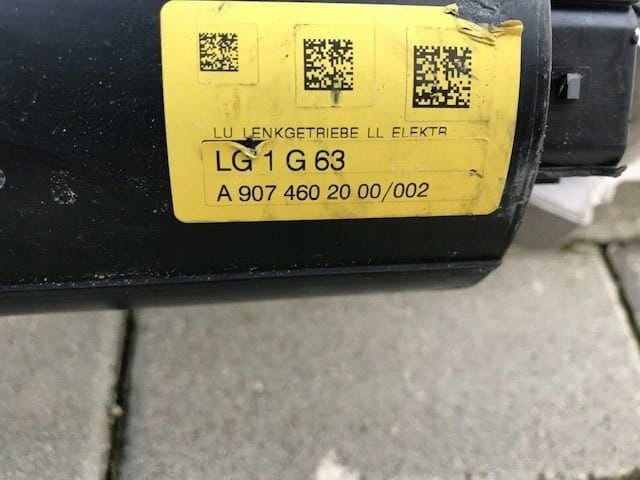 LU LENKGETRIEBE LL ELEKTR
LG 1 G 63
A 907 460 20 00/002